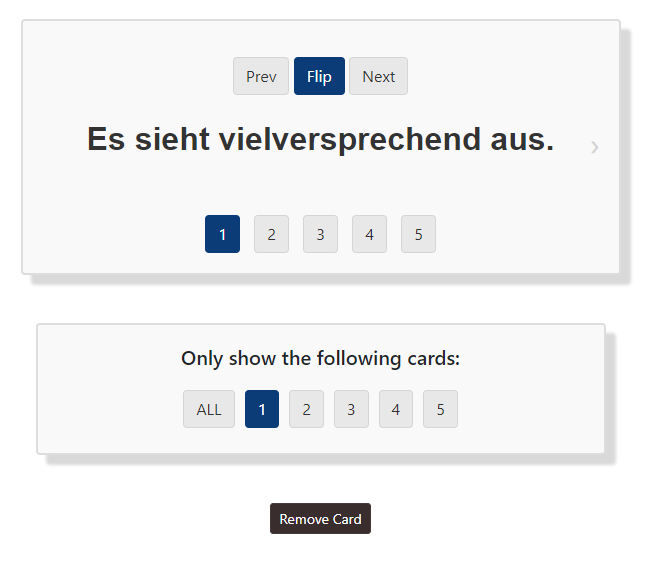 Prev Flip Next
Es sieht vielversprechend aus.
1 2 3 4 5
Only show the following cards:
ALL 1 2 3 4 5
Remove Card